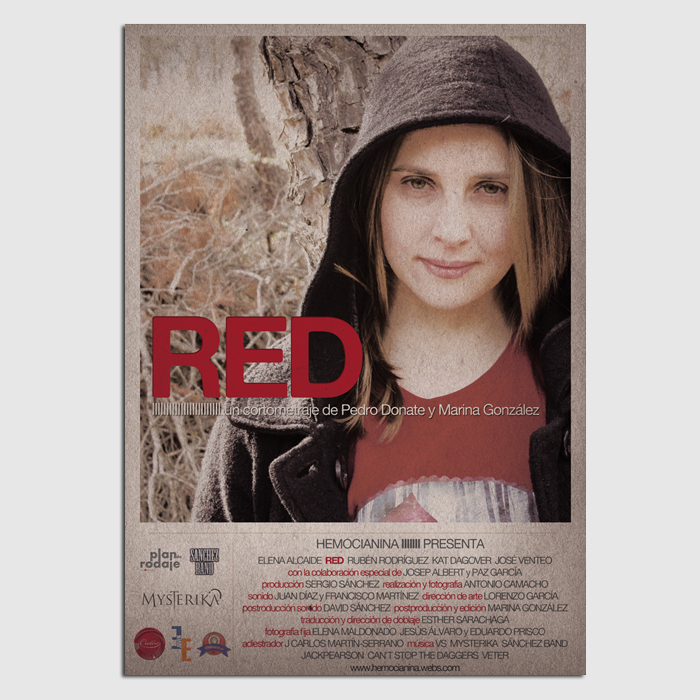 RED
un cortometraje de Pedro Donate y Marina González
HEMOCIANINA PRESENTA
ELENA ALCAIDE RED RUBÉN RODRÍGUEZ KAT DAGOVER JOSÉ VENTEO
con la colaboración especial de JOSEP ALBERT y PAZ GARCÍA
producción SERGIO SÁNCHEZ realización y fotografía ANTONIO CAMACHO
sonido JUAN DÍAZ y FRANCISCO MARTÍNEZ dirección de arte LORENZO GARCÍA
postroducción sonido DAVID SÁNCHEZ postproducción y edición MARINA GONZÁLEZ
traducción y dirección de doblaje ESTHER SARACHAGA
fotografía fija ELENA MALDONADO JESÚS ÁLVARO y EDUARDO PRISCO
adiestrador J CARLOS MARTÍN-SERRANO música VS MYSTERIKA SÁNCHEZ BAND
JACKPEARSON CAN'T STOP THE DAGGERS VETER
www.hemocianina.webs.com
plan de
rodaje
SANCHEZ
BAND
MYSTERIKA